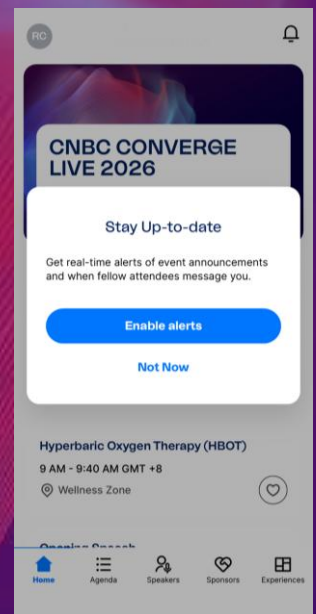 RC
CNBC CONVERGE
LIVE 2026
Stay Up-to-date
Get real-time alerts of event announcements
and when fellow attendees message you.
Enable alerts
Not Now
Hyperbaric Oxygen Therapy (HBOT)
9 AM - 9:40 AM GMT +8
Wellness Zone
Opening Speech
Home
Agenda
Speakers
Sponsors
Experiences